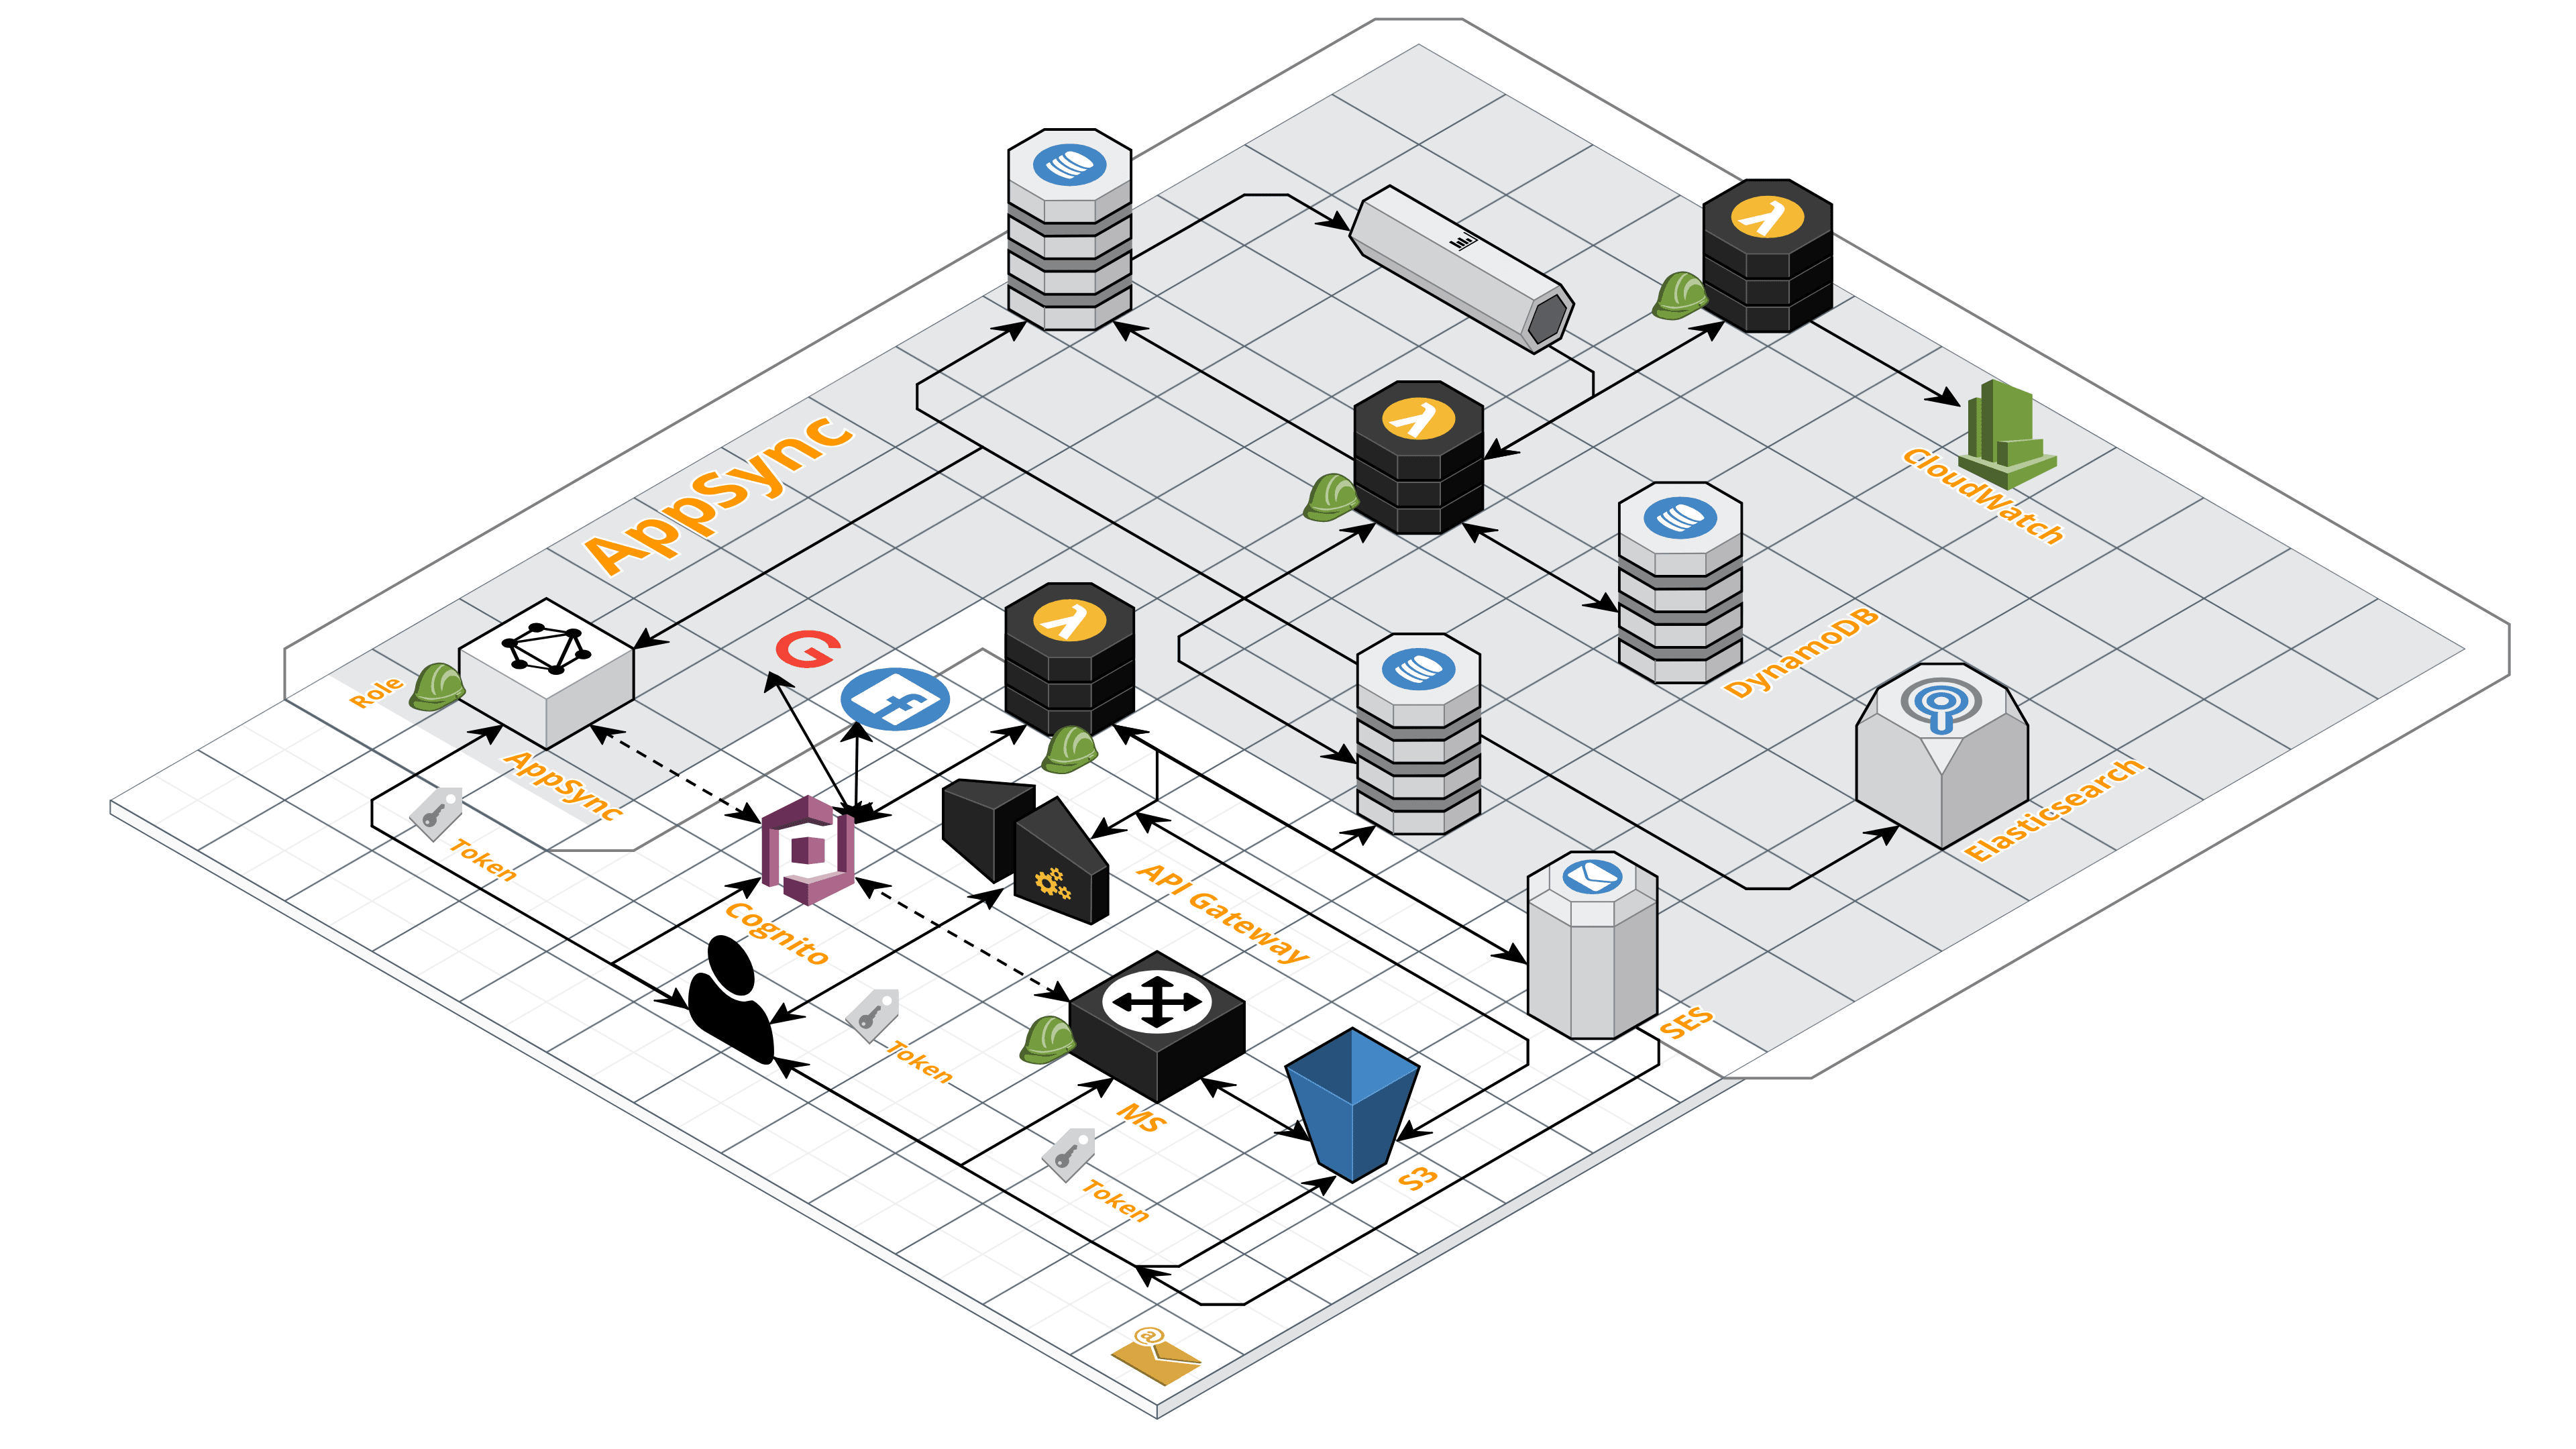 AppSync
CloudWatch
DynamoDB
Role
G
f
AppSync
Elasticsearch
Token
API Gateway
Cognito
SES
Token
MS
S3
Token
@